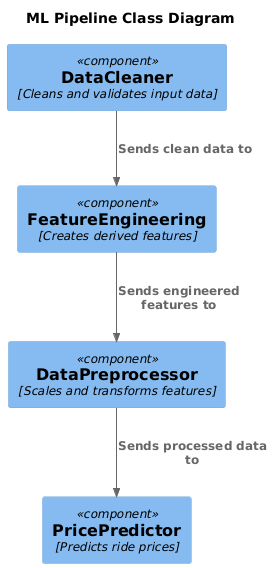 ML Pipeline Class Diagram
«component»
DataCleaner
[Cleans and validates input data]
Sends clean data to
«component»
FeatureEngineering
[Creates derived features]
Sends engineered
features to
«component»
DataPreprocessor
[Scales and transforms features]
Sends processed data
to
«component»
PricePredictor
[Predicts ride prices]